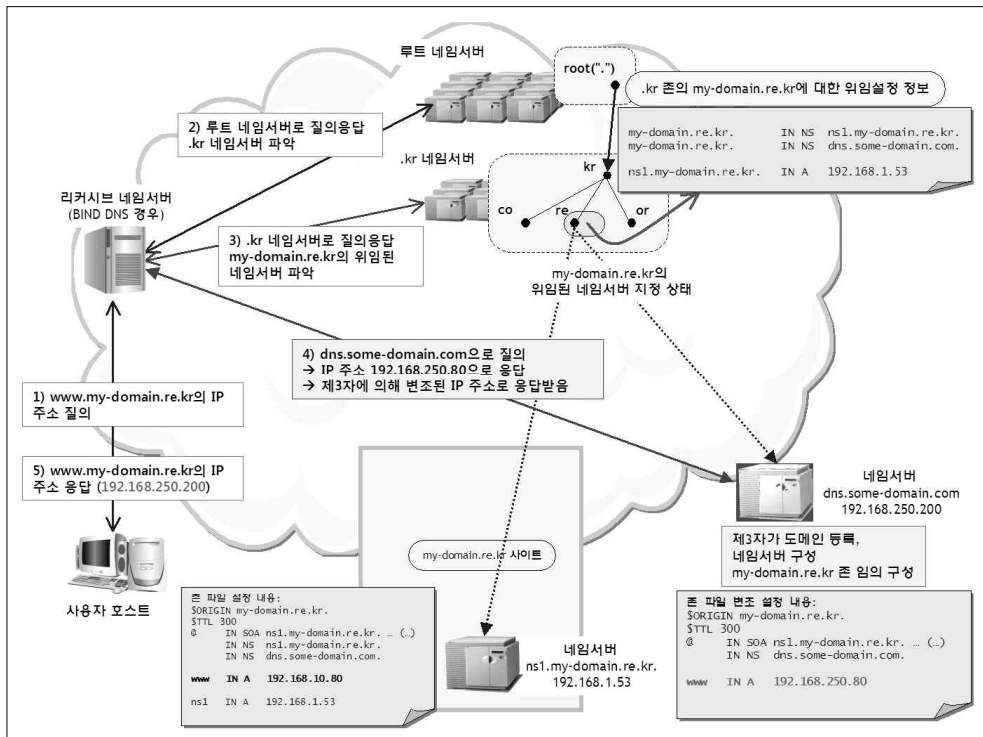 루트 네임서버
root(".")
.kr 존의 my-domain.re.kr에 대한 위임설정 정보
my-domain.re.kr. IN NS ns1.my-domain.re.kr.
my-domain.re.kr. IN NS dns.some-domain.com.
ns1.my-domain.re.kr. IN A 192.168.1.53
2) 루트 네임서버로 질의응답
.kr 네임서버 파악
.kr 네임서버
kr
co
re
or
리커시브 네임서버
(BIND DNS 경우)
3) .kr 네임서버로 질의응답
my-domain.re.kr의 위임된
네임서버 파악
my-domain.re.kr의
위임된 네임서버 지정 상태
4) dns.some-domain.com으로 질의
→ IP 주소 192.168.250.80으로 응답
→ 제3자에 의해 변조된 IP 주소로 응답받음
1) www.my-domain.re.kr의 IP
주소 질의
5) www.my-domain.re.kr의 IP
주소 응답 (192.168.250.200)
사용자 호스트
네임서버
dns.some-domain.com
192.168.250.200
제3자가 도메인 등록,
네임서버 구성
my-domain.re.kr 존 임의 구성
my-domain.re.kr 사이트
존 파일 설정 내용:
$ORIGIN my-domain.re.kr.
$TTL 300
@ IN SOA ns1.my-domain.re.kr. … (…)
IN NS ns1.my-domain.re.kr.
IN NS dns.some-domain.com.
www IN A 192.168.10.80
ns1 IN A 192.168.1.53
네임서버
ns1.my-domain.re.kr.
192.168.1.53
존 파일 변조 설정 내용:
$ORIGIN my-domain.re.kr.
$TTL 300
@ IN SOA ns1.my-domain.re.kr. … (…)
IN NS dns.some-domain.com.
www IN A 192.168.250.80